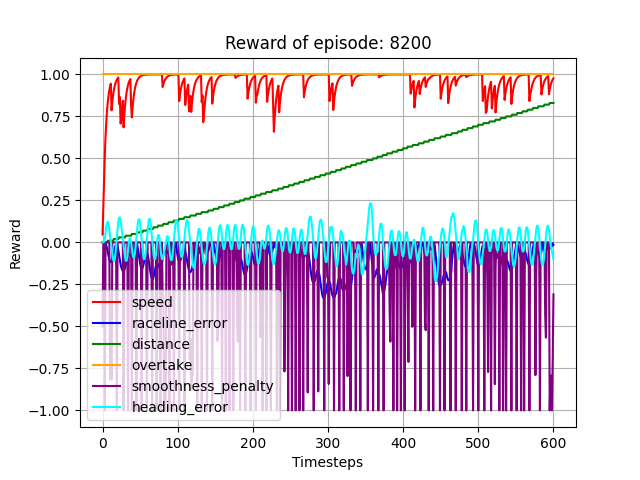 Reward of episode: 8200
1.00
0.75
0.50
0.25
0.00
−0.25
−0.50
−0.75
−1.00
Reward
speed
raceline_error
distance
overtake
smoothness_penalty
heading_error
0 100 200 300 400 500 600
Timesteps